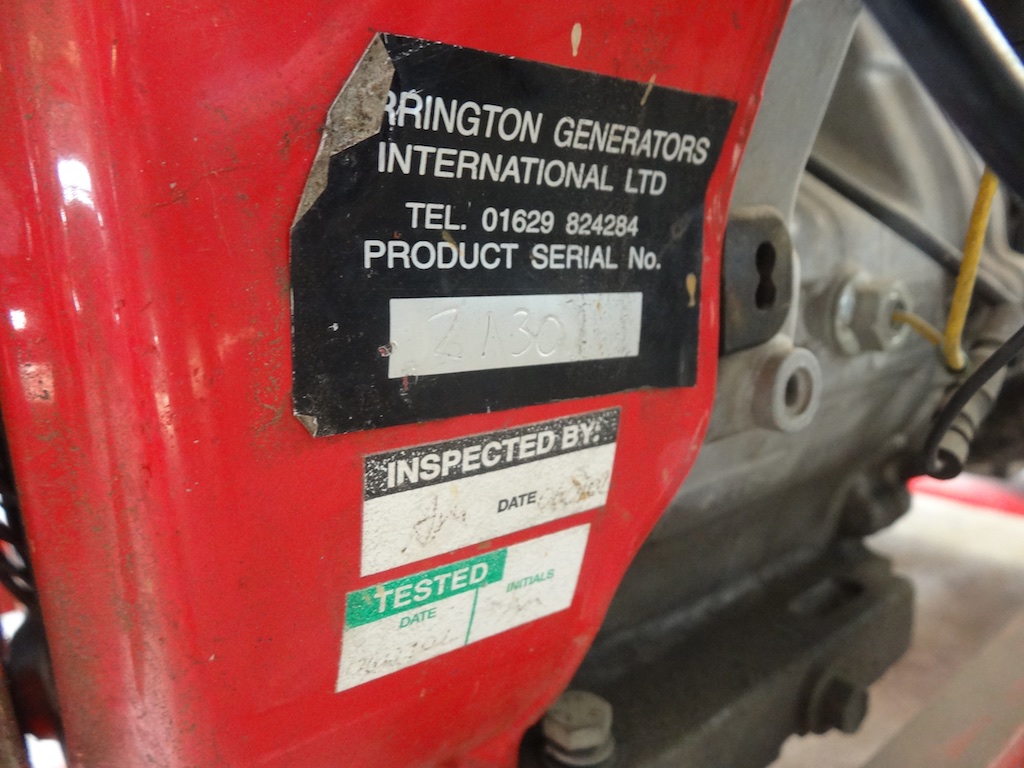 RRINGTON GENERATORS
INTERNATIONAL LTD
TEL. 01629 824284
PRODUCT SERIAL No.
INSPECTED BY:
DATE
TESTED
DATE INITIALS